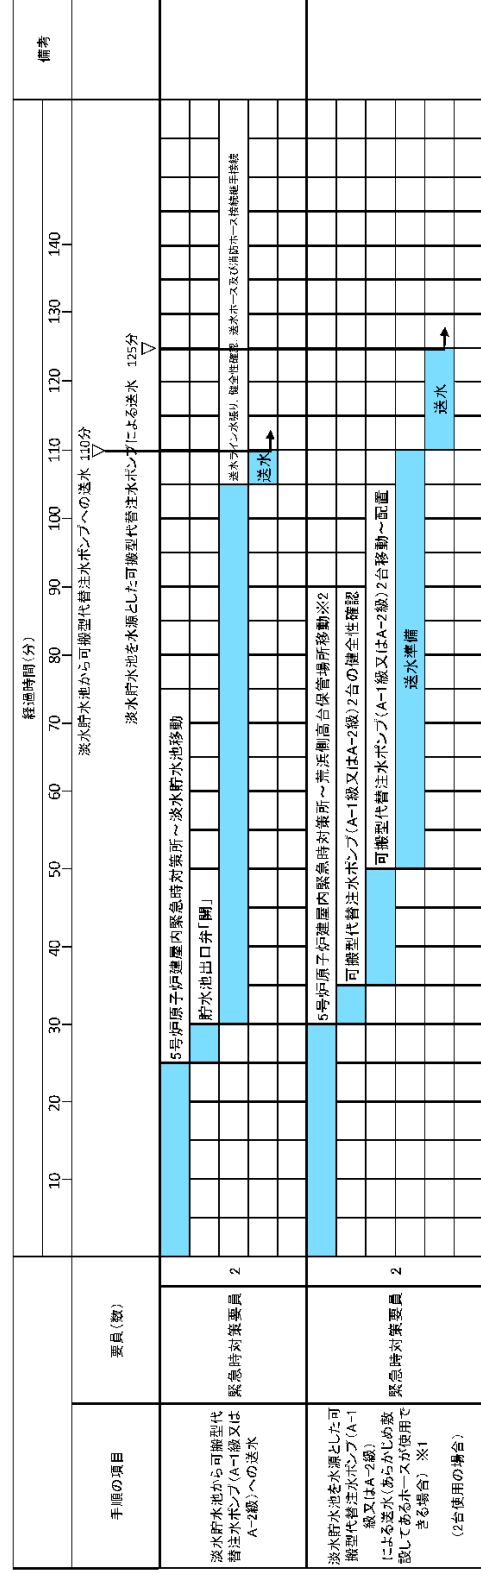 経過時間(分)
備考
10 20 30 40 50 60 70 80 90 100 110 120 130 140
手順の項目
要員(数)
淡水貯水池から可搬型代替注水ポンプへの送水 110分
▽
淡水貯水池を水源とした可搬型代替注水ポンプによる送水 125分
▽
淡水貯水池から可搬型代
替注水ポンプ(A-1級又は
A-2級)への送水
緊急時対策要員
2
5号炉原子炉建屋内緊急時対策所~淡水貯水池移動
貯水池出口弁「開」
送水ライン水張り、健全性確認、送水ホース及び消防ホース接続継手接続
送水
淡水貯水池を水源とした可
搬型代替注水ポンプ(A-1
級又はA-2級)
による送水(あらかじめ敷
設してあるホースが使用で
きる場合) ※1
(2台使用の場合)
緊急時対策要員
2
5号炉原子炉建屋内緊急時対策所~荒浜側高台保管場所移動※2
可搬型代替注水ポンプ(A-1級又はA-2級)2台の健全性確認
可搬型代替注水ポンプ(A-1級又はA-2級)2台移動~配置
送水準備
送水